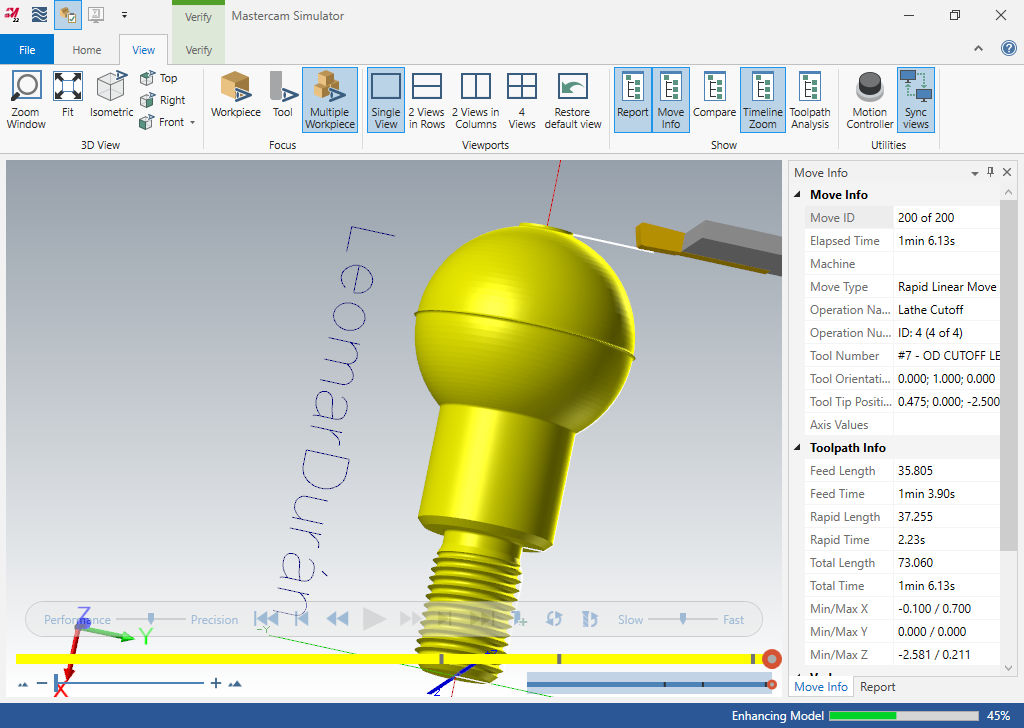 22
Verify
Mastercam Simulator
File
Home
View
Verify
Zoom Window
Fit
Isometric
Top
Right
Front
3D View
Workpiece
Tool
Multiple Workpiece
Focus
Single View
2 Views in Rows
2 Views in Columns
4 Views
Restore default view
Viewports
Report
Move Info
Compare
Timeline Zoom
Toolpath Analysis
Show
Motion Controller
Sync views
Utilities
LeomarDurán
Performance
Precision
Slow
Fast
Z
Y
X
-Y
-Z
Move Info
Move Info
Move ID 200 of 200
Elapsed Time 1min 6.13s
Machine
Move Type Rapid Linear Move
Operation Na... Lathe Cutoff
Operation Nu... ID: 4 (4 of 4)
Tool Number #7 - OD CUTOFF LE
Tool Orientati... 0.000; 1.000; 0.000
Tool Tip Positi... 0.475; 0.000; -2.500
Axis Values
Toolpath Info
Feed Length 35.805
Feed Time 1min 3.90s
Rapid Length 37.255
Rapid Time 2.23s
Total Length 73.060
Total Time 1min 6.13s
Min/Max X -0.100 / 0.700
Min/Max Y 0.000 / 0.000
Min/Max Z -2.581 / 0.211
Move Info
Report
Enhancing Model 45%